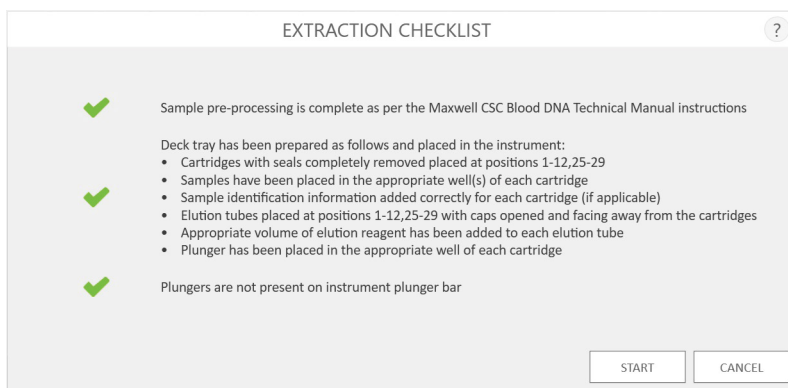 EXTRACTION CHECKLIST
?
Sample pre-processing is complete as per the Maxwell CSC Blood DNA Technical Manual instructions
Deck tray has been prepared as follows and placed in the instrument:
• Cartridges with seals completely removed placed at positions 1-12,25-29
• Samples have been placed in the appropriate well(s) of each cartridge
• Sample identification information added correctly for each cartridge (if applicable)
• Elution tubes placed at positions 1-12,25-29 with caps opened and facing away from the cartridges
• Appropriate volume of elution reagent has been added to each elution tube
• Plunger has been placed in the appropriate well of each cartridge
Plungers are not present on instrument plunger bar
START
CANCEL